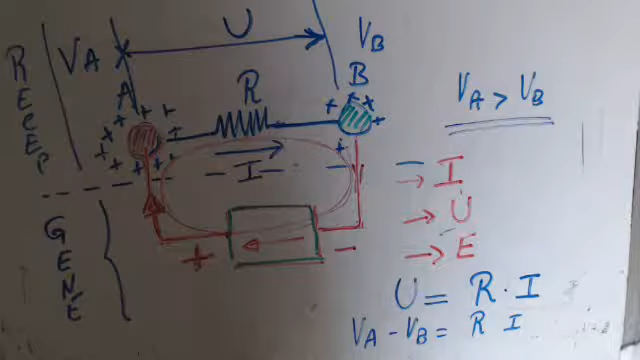 U
VA
VB
A
R
B
VA > VB
RECEP
I
I
U
E
GENE
+
-
U = R . I
VA - VB = R I